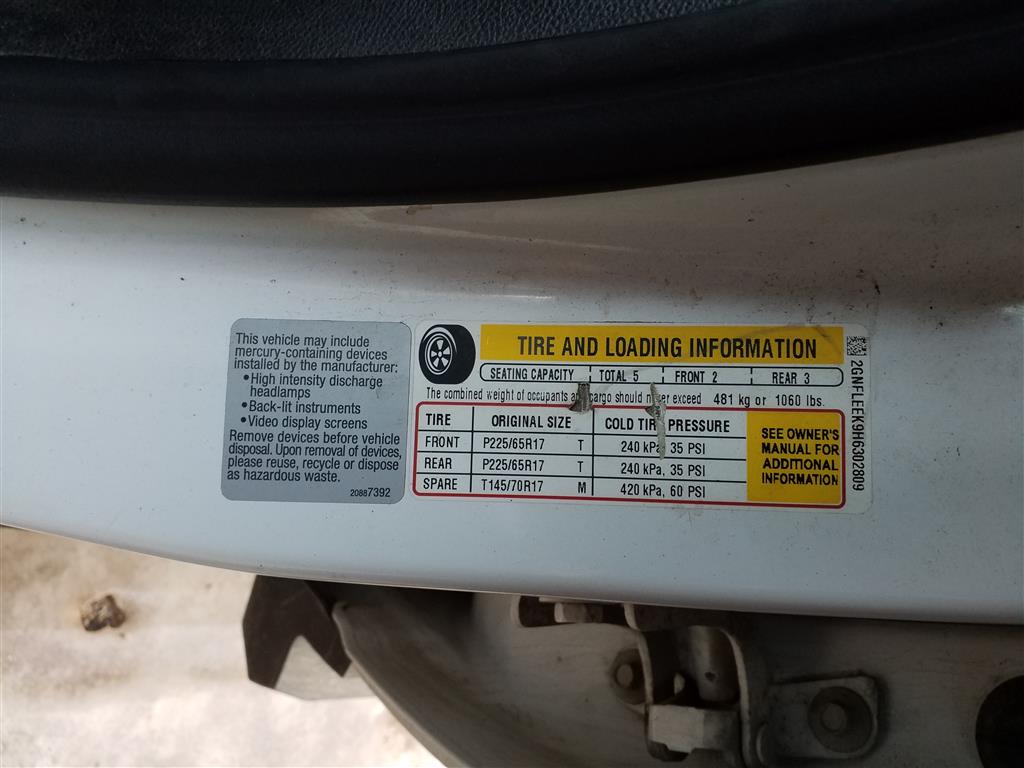 This vehicle may include
mercury-containing devices
installed by the manufacturer:
•High intensity discharge
headlamps
•Back-lit instruments
•Video display screens
Remove devices before vehicle
disposal. Upon removal of devices,
please reuse, recycle or dispose
as hazardous waste.
20887392
TIRE AND LOADING INFORMATION
SEATING CAPACITY TOTAL 5 FRONT 2 REAR 3
The combined weight of occupants cargo should exceed 481 kg or 1060 lbs.
TIRE ORIGINAL SIZE COLD TIRE PRESSURE
FRONT P225/65R17 T 240 kPa, 35 PSI
REAR P225/65R17 T 240 kPa, 35 PSI
SPARE T145/70R17 M 420 kPa, 60 PSI
SEE OWNER'S
MANUAL FOR
ADDITIONAL
INFORMATION
2GNFLEEK9H6302809